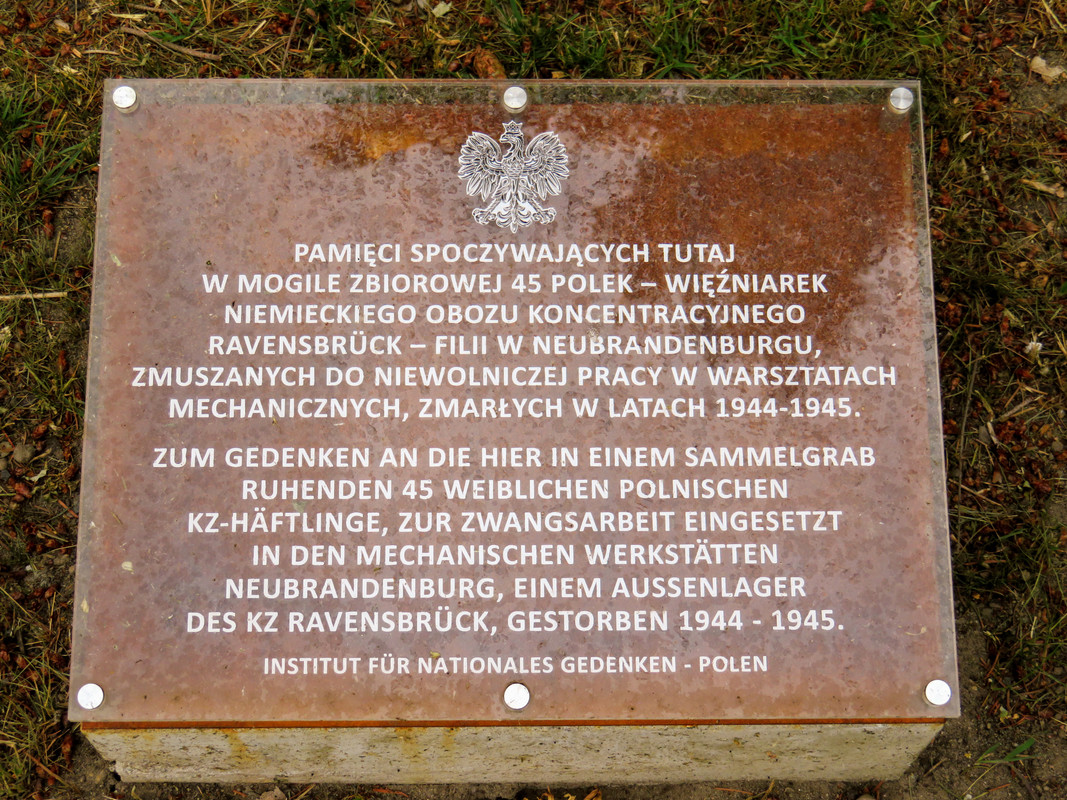 PAMIĘCI SPOCZYWAJĄCYCH TUTAJ
W MOGILE ZBIOROWEJ 45 POLEK – WIĘŹNIAREK
NIEMIECKIEGO OBOZU KONCENTRACYJNEGO
RAVENSBRÜCK – FILII W NEUBRANDENBURGU,
ZMUSZANYCH DO NIEWOLNICZEJ PRACY W WARSZTATACH
MECHANICZNYCH, ZMARŁYCH W LATACH 1944-1945.
ZUM GEDENKEN AN DIE HIER IN EINEM SAMMELGRAB
RUHENDEN 45 WEIBLICHEN POLNISCHEN
KZ-HÄFTLINGE, ZUR ZWANGSARBEIT EINGESETZT
IN DEN MECHANISCHEN WERKSTÄTTEN
NEUBRANDENBURG, EINEM AUSSENLAGER
DES KZ RAVENSBRÜCK, GESTORBEN 1944 - 1945.
INSTITUT FÜR NATIONALES GEDENKEN - POLEN